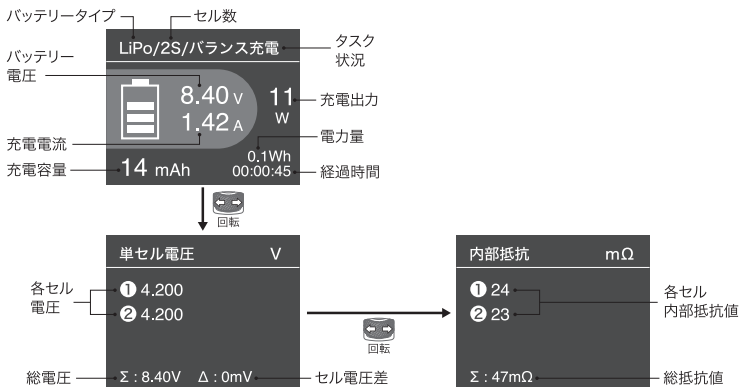 バッテリータイプ
セル数
LiPo/2S/バランス充電
タスク
状況
バッテリー
電圧
8.40 V
11
W
充電出力
1.42 A
充電電流
電力量
0.1Wh
充電容量
14 mAh
00:00:45
経過時間
回転
単セル電圧 V
各セル
電圧
① 4.200
② 4.200
総電圧
Σ : 8.40V Δ : 0mV
セル電圧差
回転
内部抵抗 mΩ
① 24
② 23
各セル
内部抵抗値
Σ : 47mΩ
総抵抗値